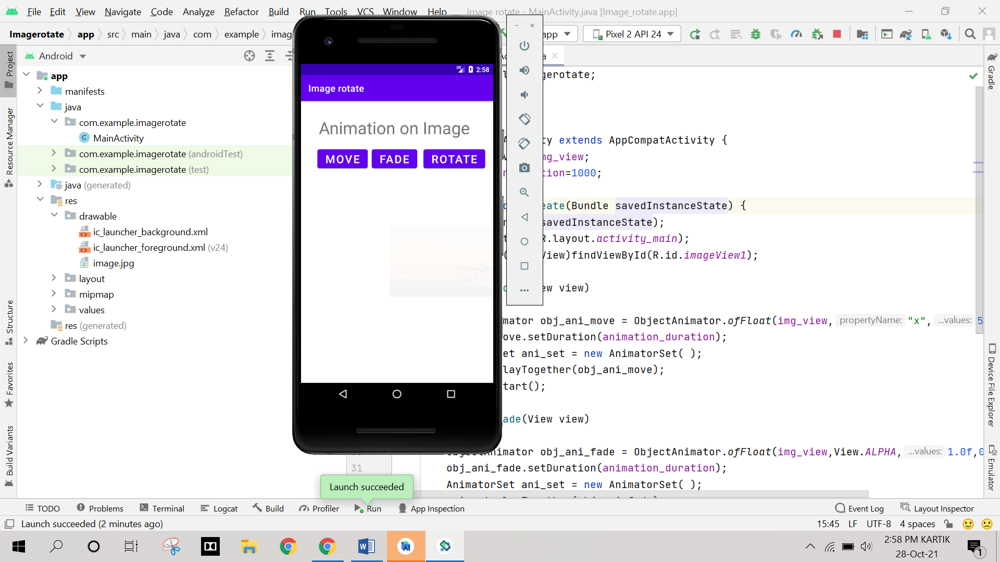 File Edit View Navigate Code Analyze Refactor Build Run Tools VCS Window Help Image rotate - MainActivity.java [Image_rotate.app]
Imagerotate app src main java com example imag
app Pixel 2 API 24
Android
Project
Resource Manager
Structure
Favorites
Build Variants
app
manifests
java
com.example.imagerotate
MainActivity
com.example.imagerotate (androidTest)
com.example.imagerotate (test)
java (generated)
res
drawable
ic_launcher_background.xml
ic_launcher_foreground.xml (v24)
image.jpg
layout
mipmap
values
res (generated)
Gradle Scripts
LTE 2:58
Image rotate
Animation on Image
MOVE FADE ROTATE
gerotate;
ty extends AppCompatActivity {
img_view;
tion=1000;
eate(Bundle savedInstanceState) {
savedInstanceState);
R.layout.activity_main);
View)findViewById(R.id.imageView1);
ew view)
mator obj_ani_move = ObjectAnimator.ofFloat(img_view, propertyName: "x", ...values: 5
ove.setDuration(animation_duration);
et ani_set = new AnimatorSet( );
layTogether(obj_ani_move);
tart();
ade(View view)
ObjectAnimator obj_ani_fade = ObjectAnimator.ofFloat(img_view,View.ALPHA, ...values: 1.0f,0
31 obj_ani_fade.setDuration(animation_duration);
AnimatorSet ani_set = new AnimatorSet( );
Gradle
Device File Explorer
Emulator
Launch succeeded
TODO Problems Terminal Logcat Build Profiler Run App Inspection Event Log Layout Inspector
Launch succeeded (2 minutes ago) 15:45 LF UTF-8 4 spaces
2:58 PM KARTIK
28-Oct-21
1